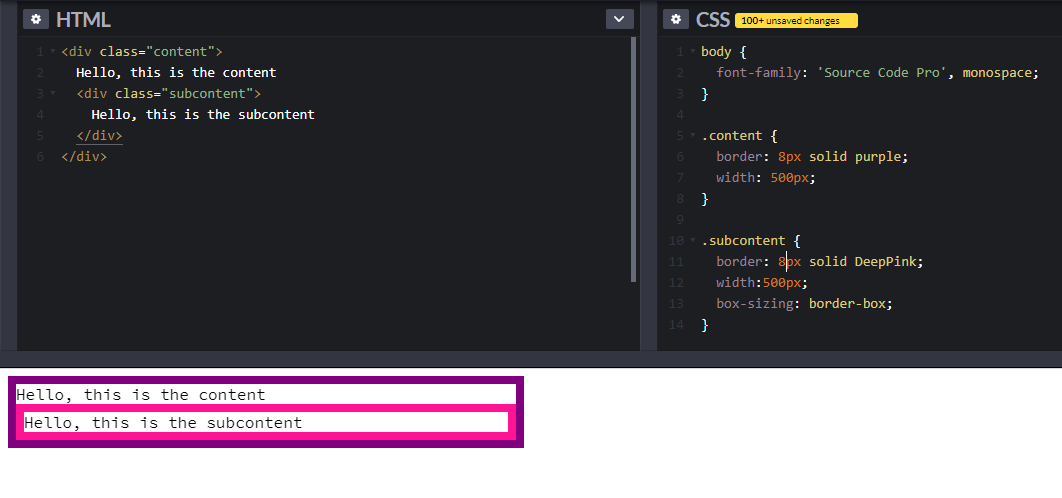 HTML
1 <div class="content">
2 Hello, this is the content
3 <div class="subcontent">
4 Hello, this is the subcontent
5 </div>
6 </div>
CSS 100+ unsaved changes
1 body {
2 font-family: 'Source Code Pro', monospace;
3 }
4
5 .content {
6 border: 8px solid purple;
7 width: 500px;
8 }
9
10 .subcontent {
11 border: 8px solid DeepPink;
12 width:500px;
13 box-sizing: border-box;
14 }
Hello, this is the content
Hello, this is the subcontent